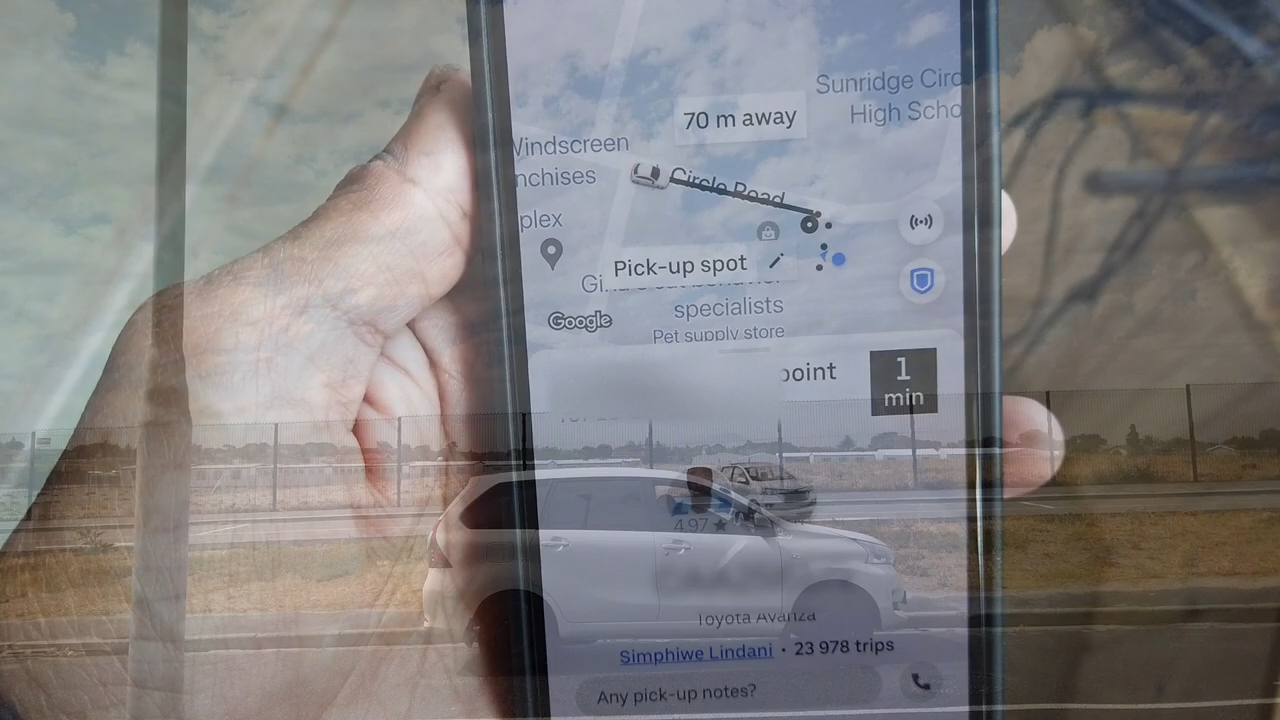 Sunridge Circ
High Scho
70 m away
Windscreen
nchises
Circle Road
plex
Pick-up spot
specialists
Pet supply store
Google
point
1
min
4.97 ★
Toyota Avanza
Simphiwe Lindani · 23 978 trips
Any pick-up notes?